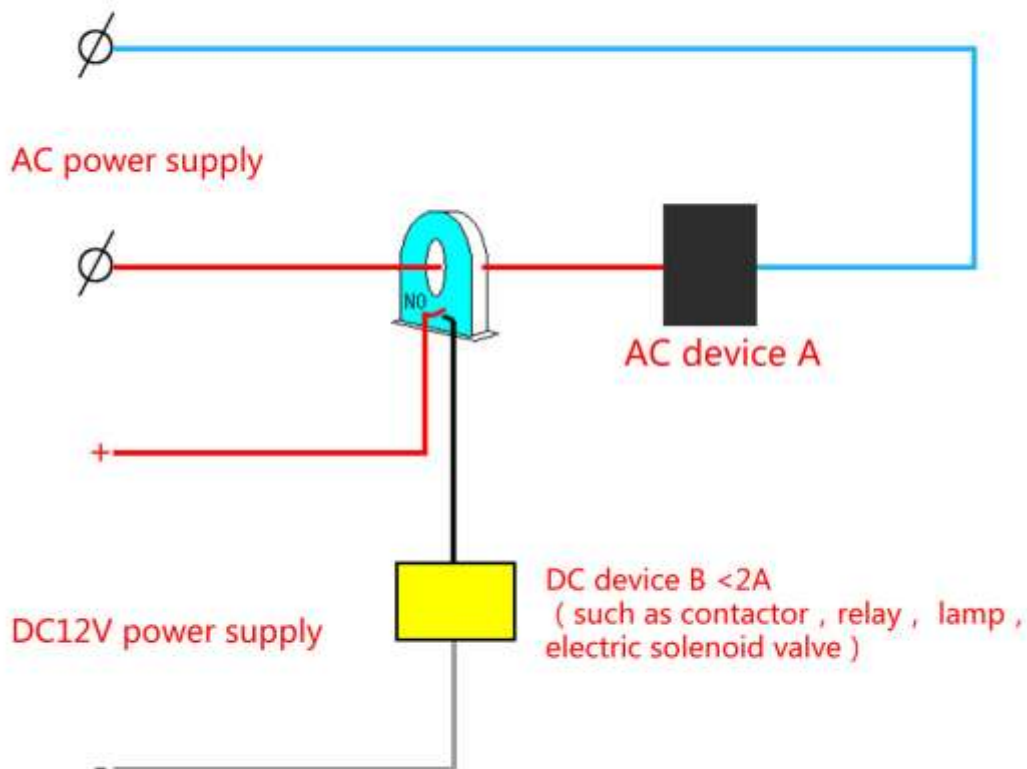 AC power supply
NO
AC device A
+
DC device B <2A
（such as contactor , relay , lamp ,
electric solenoid valve）
DC12V power supply
-